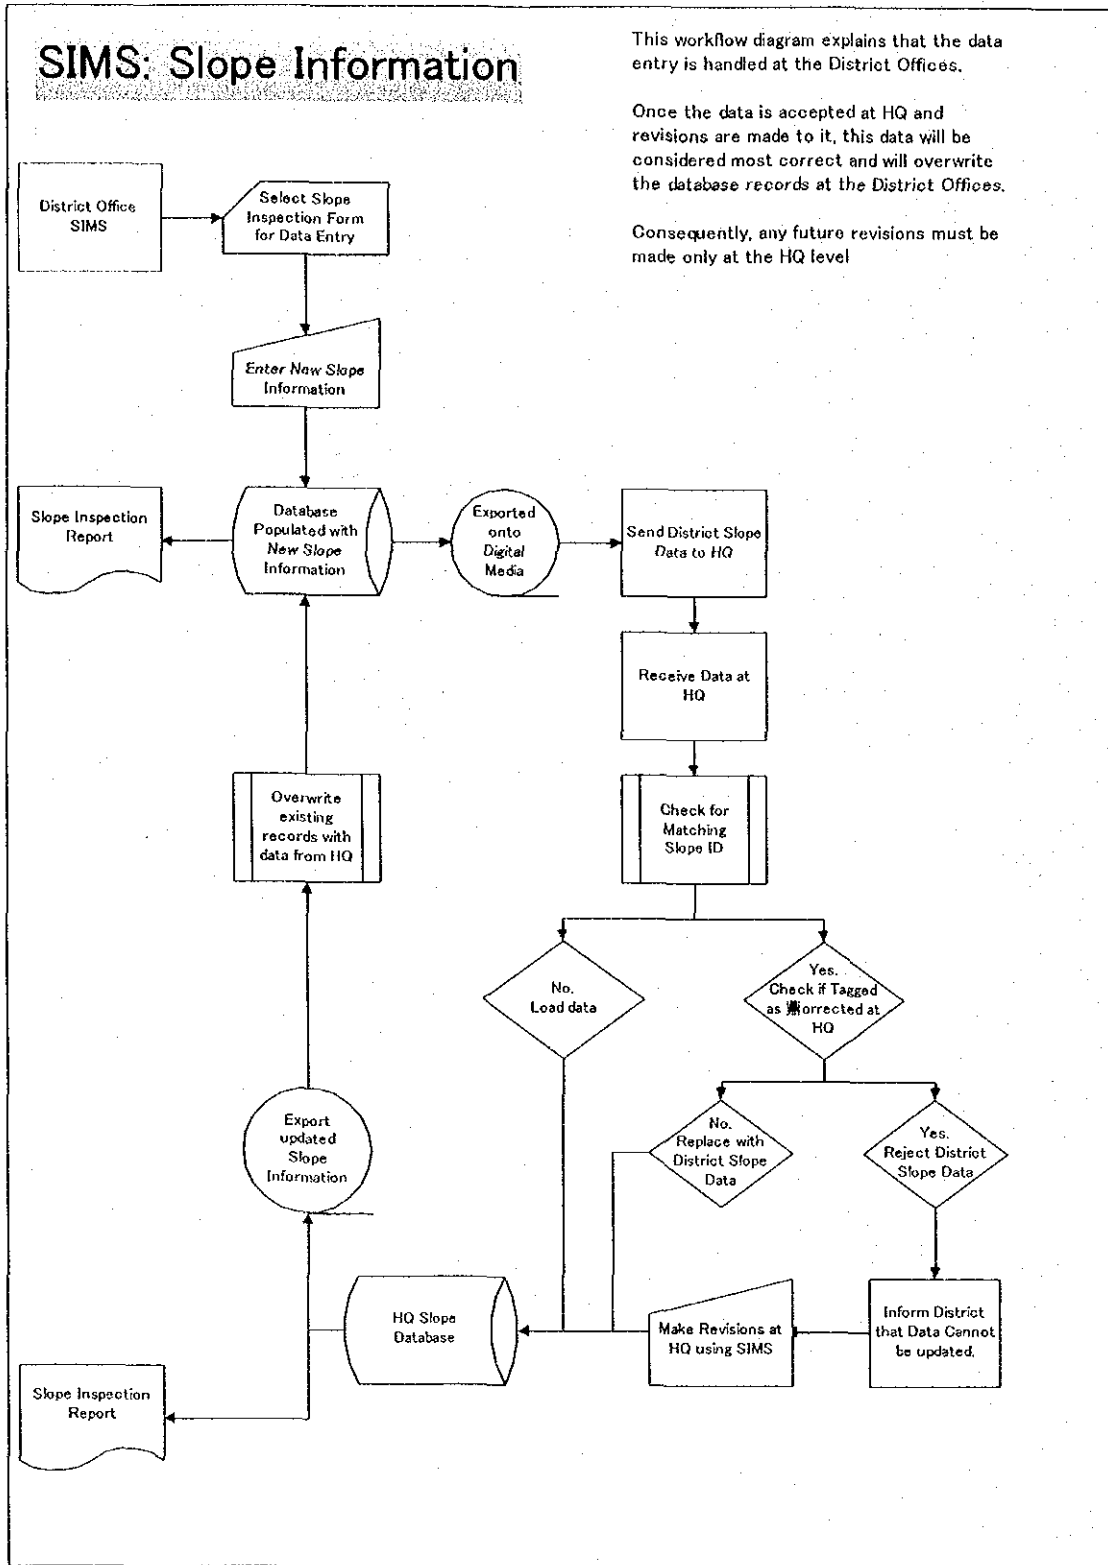 SIMS: Slope Information
This workflow diagram explains that the data
entry is handled at the District Offices.
Once the data is accepted at HQ and
revisions are made to it, this data will be
considered most correct and will overwrite
the database records at the District Offices.
Consequently, any future revisions must be
made only at the HQ level
District Office
SIMS
Select Slope
Inspection Form
for Data Entry
Enter New Slope
Information
Slope Inspection
Report
Database
Populated with
New Slope
Information
Exported
onto
Digital
Media
Send District Slope
Data to HQ
Receive Data at
HQ
Overwrite
existing
records with
data from HQ
Check for
Matching
Slope ID
No.
Load data
Yes.
Check if Tagged
as orrected at
HQ
Export
updated
Slope
Information
No.
Replace with
District Slope
Data
Yes.
Reject District
Slope Data
HQ Slope
Database
Make Revisions at
HQ using SIMS
Inform District
that Data Cannot
be updated.
Slope Inspection
Report